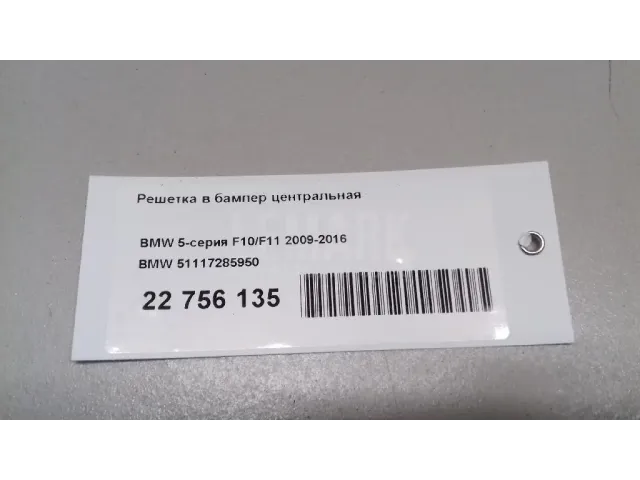 Решетка в бампер центральная
BMW 5-серия F10/F11 2009-2016
BMW 51117285950
22 756 135